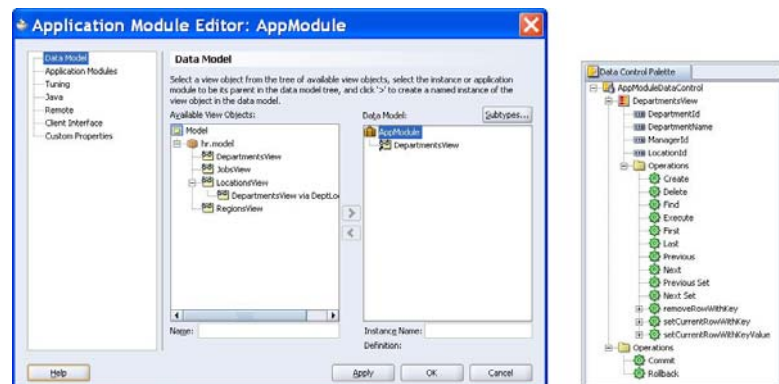 Application Module Editor: AppModule
Data Model
Application Modules
Tuning
Java
Remote
Client Interface
Custom Properties
Data Model
Select a view object from the tree of available view objects, select the instance or application
module to be its parent in the data model tree, and click '>' to create a named instance of the
view object in the data model.
Available View Objects:
Model
hr.model
DepartmentsView
JobsView
LocationsView
DepartmentsView via DeptLo
RegionsView
Name:
Data Model:
Subtypes...
AppModule
DepartmentsView
Instance Name:
Definition:
Help
Apply
OK
Cancel
Data Control Palette
AppModuleDataControl
DepartmentsView
DepartmentId
DepartmentName
ManagerId
LocationId
Operations
Create
Delete
Find
Execute
First
Last
Previous
Next
Previous Set
Next Set
removeRowWithKey
setCurrentRowWithKey
setCurrentRowWithKeyValue
Operations
Commit
Rollback